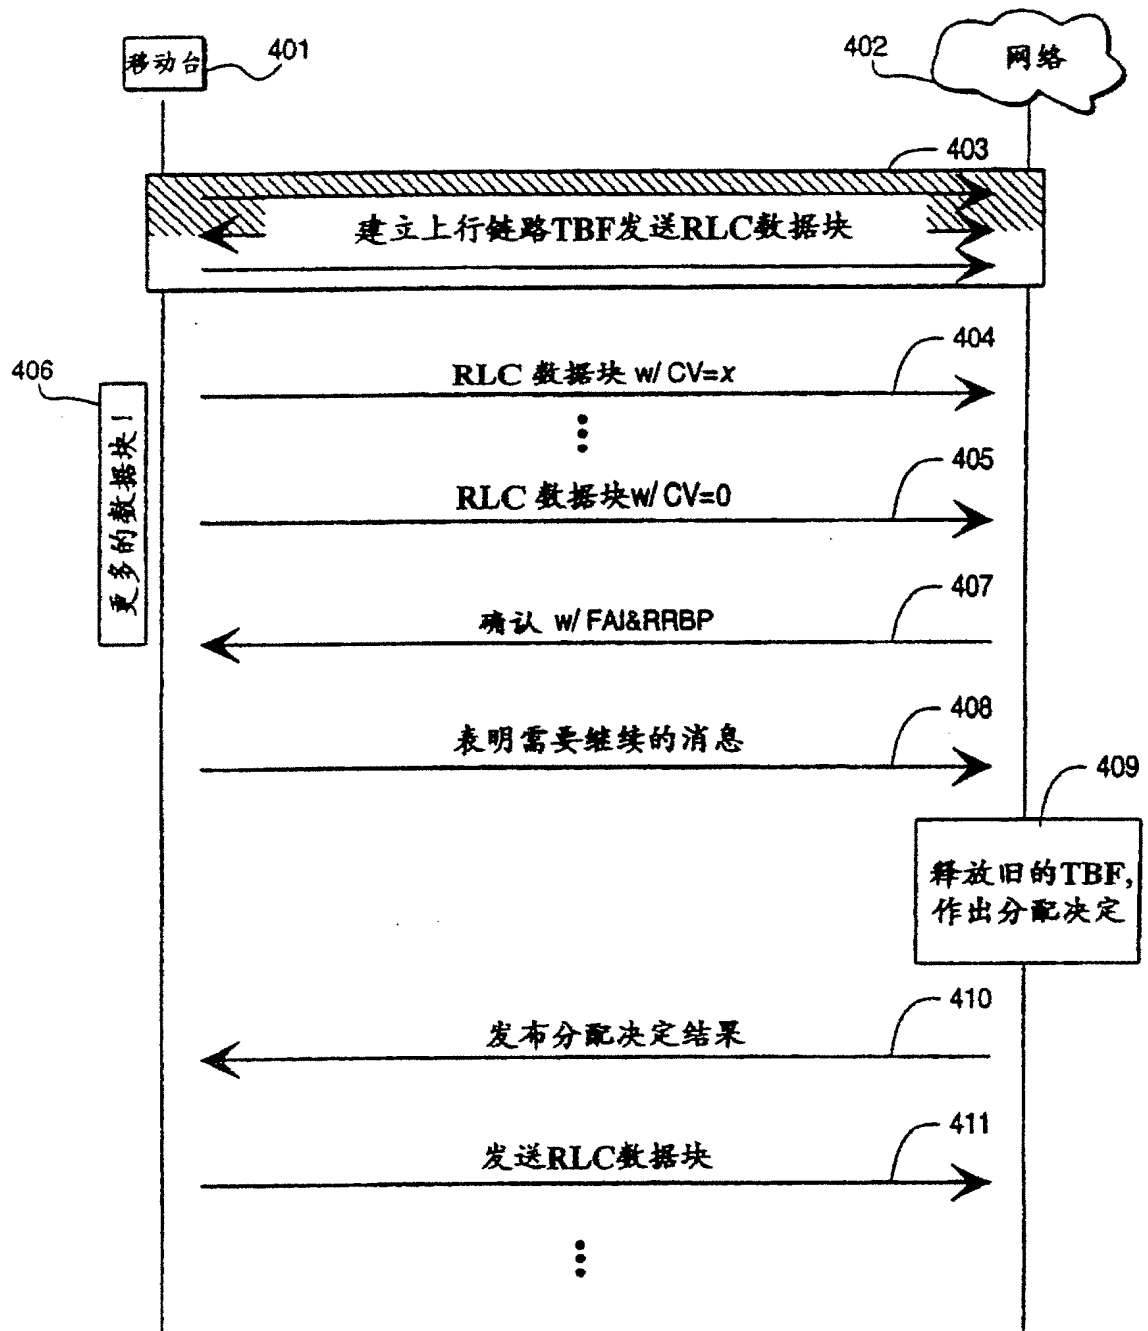 移动台
401
402
网络
403
建立上行链路TBF发送RLC数据块
404
RLC 数据块 w/ CV=x
406
更多的数据块!
405
RLC 数据块w/ CV=0
407
确认 w/ FAI&RRBP
408
表明需要继续的消息
409
释放旧的TBF,
作出分配决定
410
发布分配决定结果
411
发送RLC数据块